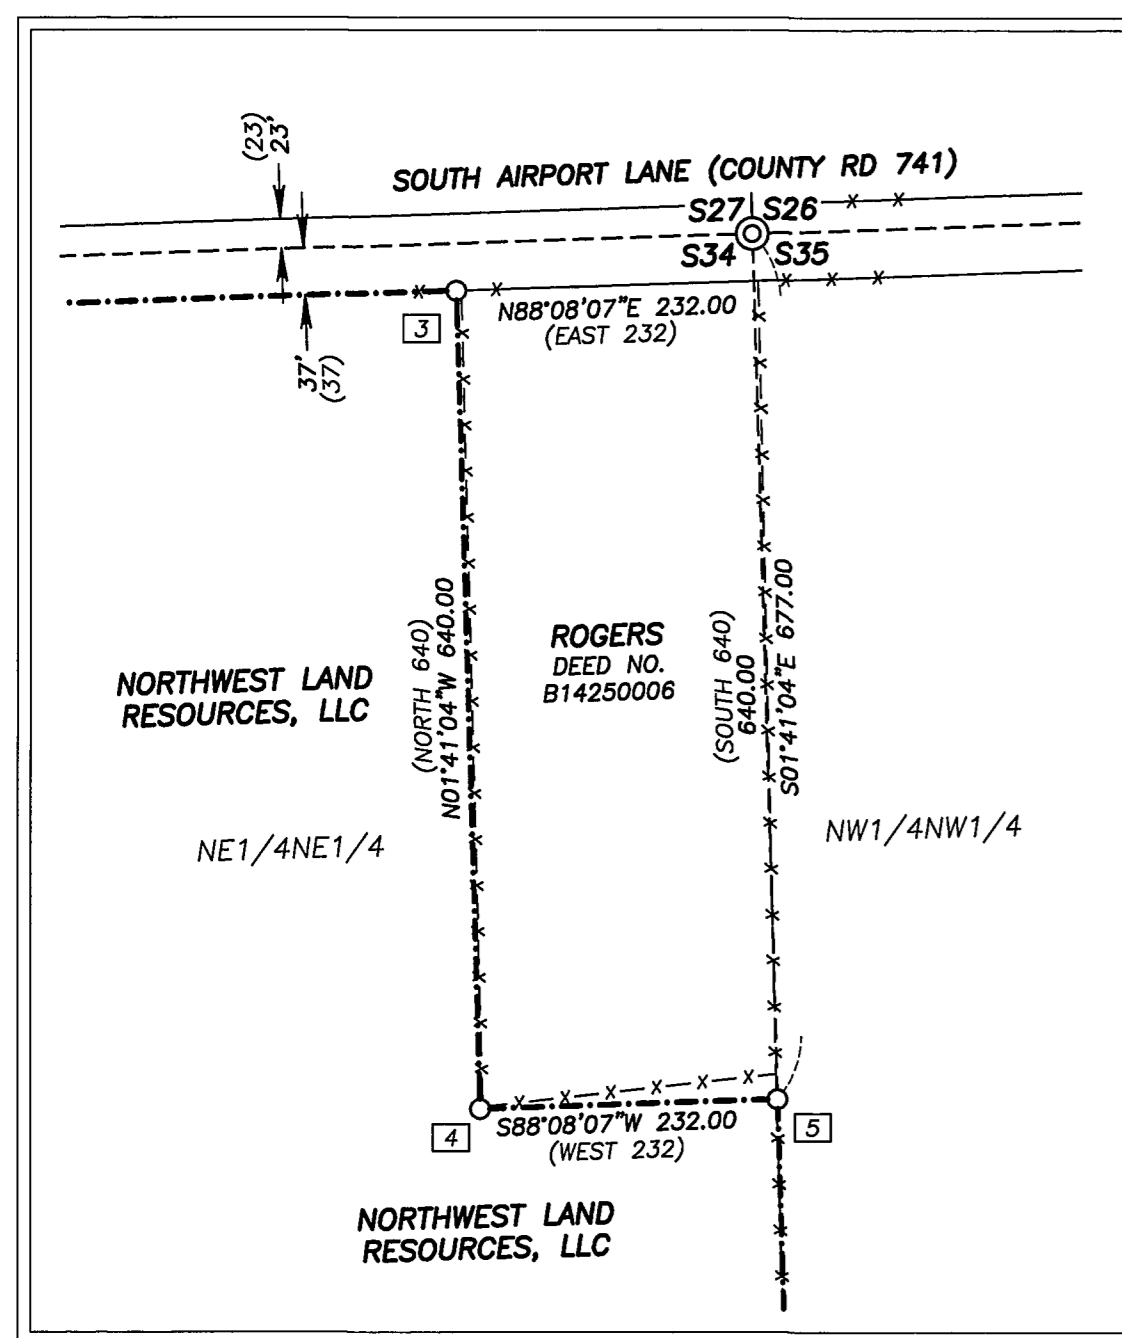 (23)
23'
SOUTH AIRPORT LANE (COUNTY RD 741)
S27 S26
S34 S35
3
N88°08'07"E 232.00
(EAST 232)
37'
(37)
(NORTH 640)
N01°41'04"W 640.00
ROGERS
DEED NO.
B14250006
(SOUTH 640)
640.00
S01°41'04"E 677.00
NORTHWEST LAND
RESOURCES, LLC
NE1/4NE1/4
NW1/4NW1/4
4
S88°08'07"W 232.00
(WEST 232)
5
NORTHWEST LAND
RESOURCES, LLC